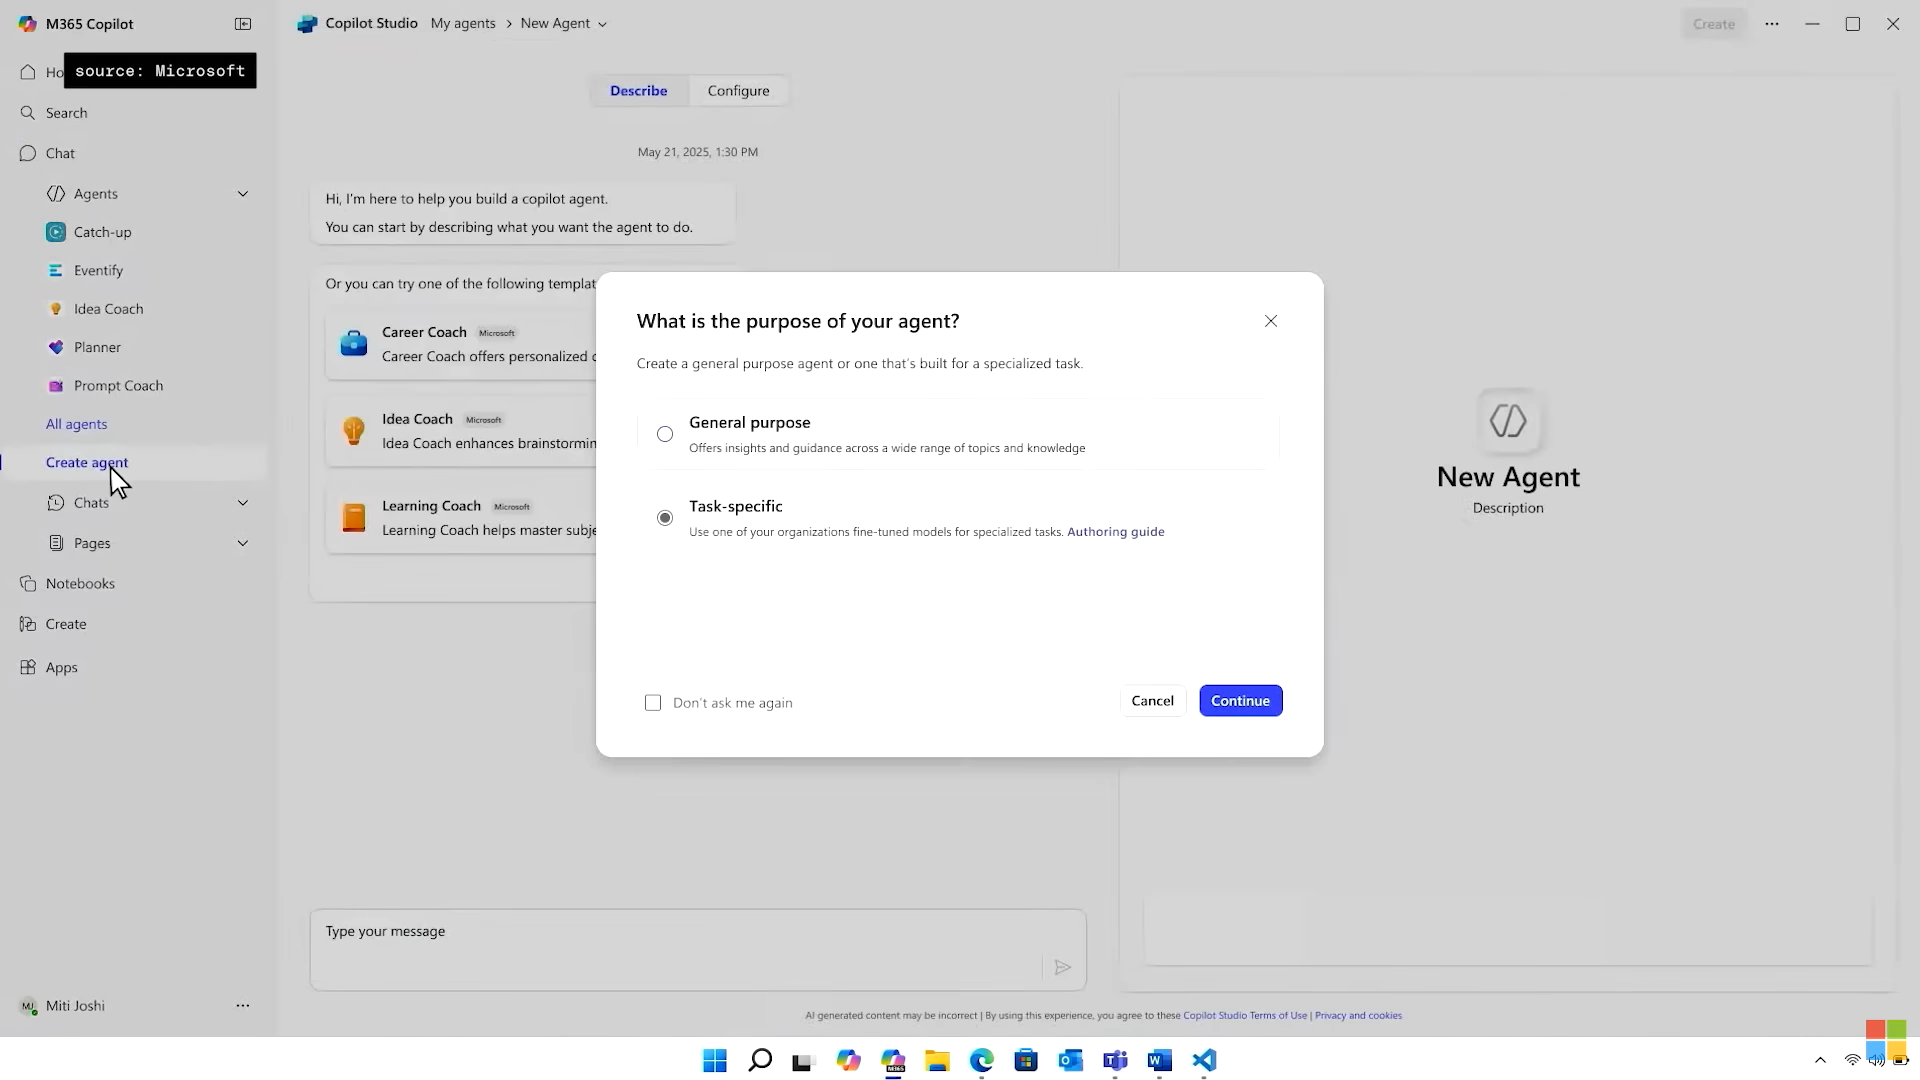 M365 Copilot
Ho
source: Microsoft
Search
Chat
Agents
Catch-up
Eventify
Idea Coach
Planner
Prompt Coach
All agents
Create agent
Chats
Pages
Notebooks
Create
Apps
MJ
Miti Joshi
Copilot Studio My agents > New Agent
Create
Describe
Configure
May 21, 2025, 1:30 PM
Hi, I'm here to help you build a copilot agent.
You can start by describing what you want the agent to do.
Or you can try one of the following templat
Career Coach Microsoft
Career Coach offers personalized c
Idea Coach Microsoft
Idea Coach enhances brainstormin
Learning Coach Microsoft
Learning Coach helps master subje
What is the purpose of your agent?
Create a general purpose agent or one that's built for a specialized task.
General purpose
Offers insights and guidance across a wide range of topics and knowledge
Task-specific
Use one of your organizations fine-tuned models for specialized tasks. Authoring guide
Don't ask me again
Cancel
Continue
New Agent
Description
Type your message
AI generated content may be incorrect | By using this experience, you agree to these Copilot Studio Terms of Use | Privacy and cookies
M365